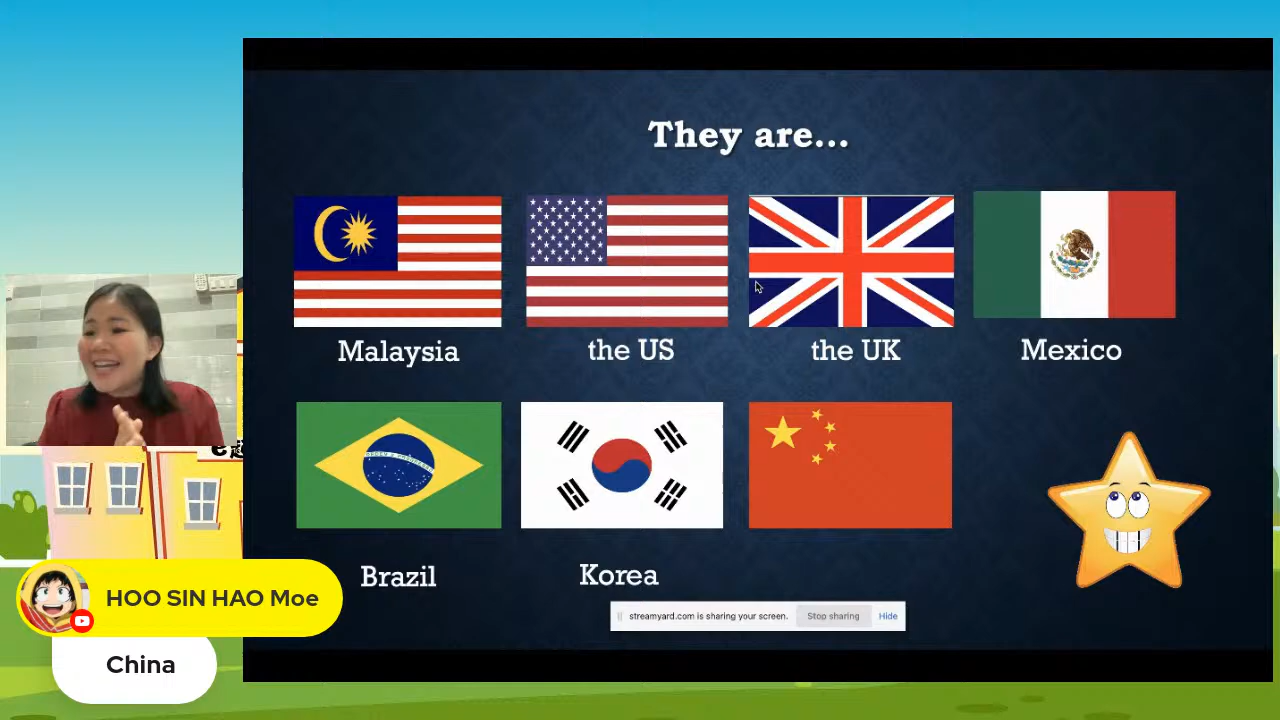 They are...
Malaysia
the US
the UK
Mexico
Brazil
Korea
streamyard.com is sharing your screen.
Stop sharing
Hide
HOO SIN HAO Moe
China